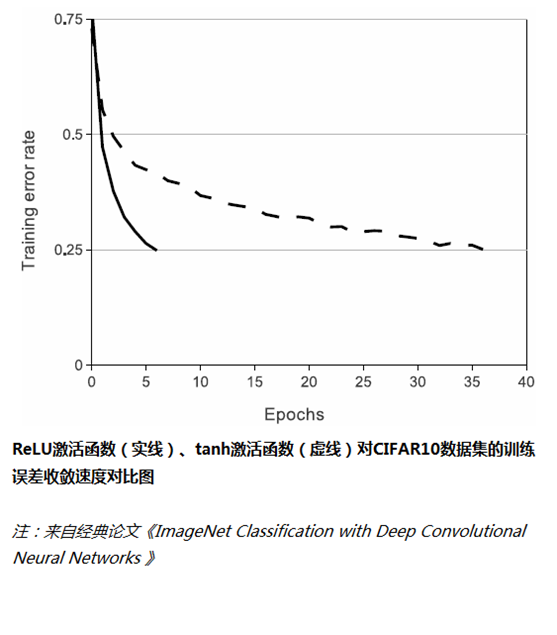 0.75
0.5
0.25
0
Training error rate
0 5 10 15 20 25 30 35 40
Epochs
ReLU激活函数（实线）、tanh激活函数（虚线）对CIFAR10数据集的训练
误差收敛速度对比图
注：来自经典论文《ImageNet Classification with Deep Convolutional
Neural Networks 》